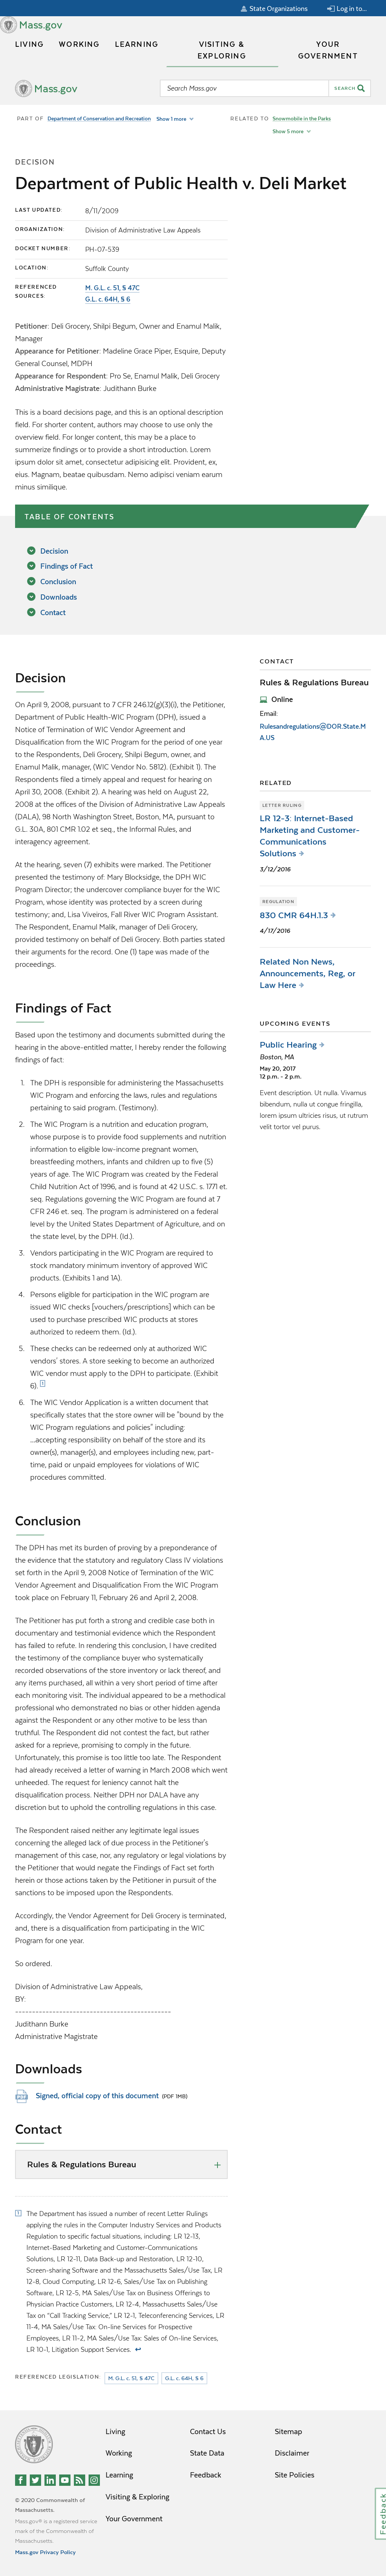 State Organizations
Log in to...
Mass.gov
LIVING
WORKING
LEARNING
VISITING &
EXPLORING
YOUR
GOVERNMENT
Mass.gov
Search Mass.gov
SEARCH
PART OF
Department of Conservation and Recreation
Show 1 more
RELATED TO
Snowmobile in the Parks
Show 5 more
DECISION
Department of Public Health v. Deli Market
LAST UPDATED:
8/11/2009
ORGANIZATION:
Division of Administrative Law Appeals
DOCKET NUMBER:
PH-07-539
LOCATION:
Suffolk County
REFERENCED
SOURCES:
M. G.L. c. 51, § 47C
G.L. c. 64H, § 6
Petitioner: Deli Grocery, Shilpi Begum, Owner and Enamul Malik,
Manager
Appearance for Petitioner: Madeline Grace Piper, Esquire, Deputy
General Counsel, MDPH
Appearance for Respondent: Pro Se, Enamul Malik, Deli Grocery
Administrative Magistrate: Judithann Burke
This is a board decisions page, and this is an optional description
field. For shorter content, authors may choose to use only the
overview field. For longer content, this may be a place to
summerize findings or to provide a short introduction. Lorem
ipsum dolor sit amet, consectetur adipisicing elit. Provident, ex,
eius. Magnam, beatae quibusdam. Nemo adipisci veniam earum
minus similique.
TABLE OF CONTENTS
Decision
Findings of Fact
Conclusion
Downloads
Contact
Decision
On April 9, 2008, pursuant to 7 CFR 246.12(g)(3)(i), the Petitioner,
Department of Public Health-WIC Program (DPH), issued a
Notice of Termination of WIC Vendor Agreement and
Disqualification from the WIC Program for the period of one year
to the Respondents, Deli Grocery, Shilpi Begum, and Enamul
Malik, manager, (WIC Vendor No. 5812). (Exhibit 1). The
Respondents filed a timely appeal and request for hearing on
April 30, 2008. (Exhibit 2). A hearing was held on August 22,
2008 at the offices of the Division of Administrative Law Appeals
(DALA), 98 North Washington Street, Boston, MA, pursuant to
G.L. 30A, 801 CMR 1.02 et seq., the Informal Rules, and
interagency agreement.
At the hearing, seven (7) exhibits were marked. The Petitioner
presented the testimony of: Mary Blocksidge, the DPH WIC
Program Director; the undercover compliance buyer for the WIC
Program, whose identity was protected by a screen during
testimony; and, Lisa Viveiros, Fall River WIC Program Assistant.
The Respondent, Enamul Malik, manager of Deli Grocery,
provided testimony on behalf of Deli Grocery. Both parties stated
their arguments for the record. One (1) tape was made of the
proceedings.
Findings of Fact
Based upon the testimony and documents submitted during the
hearing in the above-entitled matter, I hereby render the following
findings of fact:
1. The DPH is responsible for administering the Massachusetts
WIC Program and enforcing the laws, rules and regulations
pertaining to said program. (Testimony).
2. The WIC Program is a nutrition and education program,
whose purpose is to provide food supplements and nutrition
information to eligible low-income pregnant women,
breastfeeding mothers, infants and children up to five (5)
years of age. The WIC Program was created by the Federal
Child Nutrition Act of 1996, and is found at 42 U.S.C. s. 1771 et.
seq. The Regulations governing the WIC Program are found at 7
CFR 246 et. seq. The program is administered on a federal
level by the United States Department of Agriculture, and on
the state level, by the DPH. (Id.).
3. Vendors participating in the WIC Program are required to
stock mandatory minimum inventory of approved WIC
products. (Exhibits 1 and 1A).
4. Persons eligible for participation in the WIC program are
issued WIC checks [vouchers/prescriptions] which can be
used to purchase prescribed WIC products at stores
authorized to redeem them. (Id.).
5. These checks can be redeemed only at authorized WIC
vendors' stores. A store seeking to become an authorized
WIC vendor must apply to the DPH to participate. (Exhibit
6). 1
6. The WIC Vendor Application is a written document that
specifically states that the store owner will be "bound by the
WIC Program regulations and policies" including:
....accepting responsibility on behalf of the store and its
owner(s), manager(s), and employees including new, part-
time, paid or unpaid employees for violations of WIC
procedures committed.
Conclusion
The DPH has met its burden of proving by a preponderance of
the evidence that the statutory and regulatory Class IV violations
set forth in the April 9, 2008 Notice of Termination of the WIC
Vendor Agreement and Disqualification From the WIC Program
took place on February 11, February 26 and April 2, 2008.
The Petitioner has put forth a strong and credible case both in
documentary and testimonial evidence which the Respondent
has failed to refute. In rendering his conclusion, I have credited
the testimony of the undercover compliance buyer who
systematically recorded
observations of the store inventory or lack thereof, and
any items purchased, all within a very short period of time after
each monitoring visit. The individual appeared to be a methodical
professional who demonstrated no bias or other hidden agenda
against the Respondent or any other motive to be less than
truthful. The Respondent did not contest the fact, but rather
asked for mercy and promised to comply in the future.
Unfortunately, this promise is too little too late. The Respondent
had already received a letter of warning in March 2008 which went
unheeded. The request for leniency cannot halt the
disqualification process. Neither DPH nor DALA have any
discretion but to uphold the controlling regulations in this case.
The Respondent raised neither any legitimate legal issues
concerning the alleged lack of due process in the Petitioner's
management of this case, nor, any regulatory or legal violations by
the Petitioner that would negate the Findings of Fact set forth
herein or those actions taken by the Petitioner in pursuit of the
sanctions to be imposed upon the Respondents.
Accordingly, the Vendor Agreement for Deli Grocery is terminated,
and, there is a disqualification from participating in the WIC
Program for one year.
So ordered.
Division of Administrative Law Appeals,
BY:
----------------------------------------------
Judithann Burke
Administrative Magistrate
Downloads
Signed, official copy of this document (PDF 1MB)
Contact
Rules & Regulations Bureau
1 The Department has issued a number of recent Letter Rulings
applying the rules in the Computer Industry Services and Products
Regulation to specific factual situations, including: LR 12-13,
Internet-Based Marketing and Customer-Communications
Solutions, LR 12-11, Data Back-up and Restoration, LR 12-10,
Screen-sharing Software and the Massachusetts Sales/Use Tax, LR
12-8, Cloud Computing, LR 12-6, Sales/Use Tax on Publishing
Software, LR 12-5, MA Sales/Use Tax on Business Offerings to
Physician Practice Customers, LR 12-4, Massachusetts Sales/Use
Tax on "Call Tracking Service," LR 12-1, Teleconferencing Services, LR
11-4, MA Sales/Use Tax: On-line Services for Prospective
Employees, LR 11-2, MA Sales/Use Tax: Sales of On-line Services,
LR 10-1, Litigation Support Services.
REFERENCED LEGISLATION:
M. G.L. c. 51, § 47C
G.L. c. 64H, § 6
CONTACT
Rules & Regulations Bureau
Online
Email:
Rulesandregulations@DOR.State.M
A.US
RELATED
LETTER RULING
LR 12-3: Internet-Based
Marketing and Customer-
Communications
Solutions
3/12/2016
REGULATION
830 CMR 64H.1.3
4/17/2016
Related Non News,
Announcements, Reg, or
Law Here
UPCOMING EVENTS
Public Hearing
Boston, MA
May 20, 2017
12 p.m. - 2 p.m.
Event description. Ut nulla. Vivamus
bibendum, nulla ut congue fringilla,
lorem ipsum ultricies risus, ut rutrum
velit tortor vel purus.
Living
Working
Learning
Visiting & Exploring
Your Government
Contact Us
State Data
Feedback
Sitemap
Disclaimer
Site Policies
© 2020 Commonwealth of
Massachusetts.
Mass.gov® is a registered service
mark of the Commonwealth of
Massachusetts.
Mass.gov Privacy Policy
Feedback